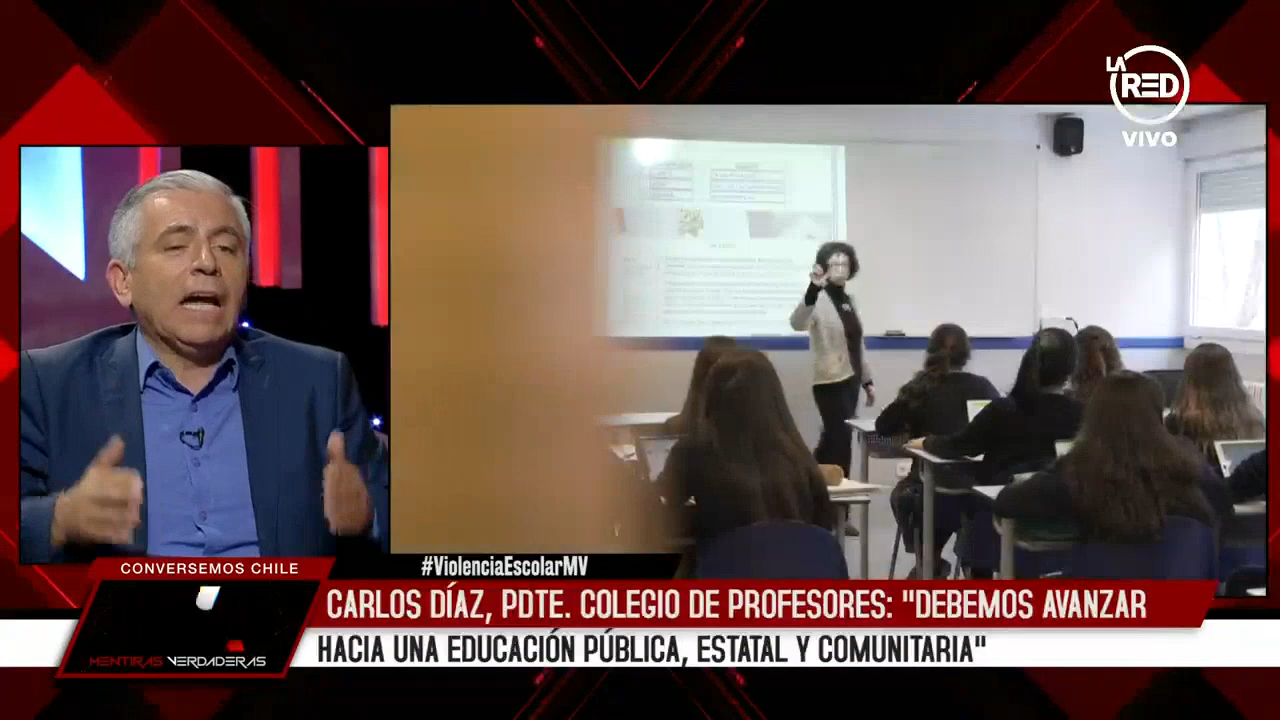 LA
RED
VIVO
#ViolenciaEscolarMV
CONVERSEMOS CHILE
CARLOS DÍAZ, PDTE. COLEGIO DE PROFESORES: "DEBEMOS AVANZAR
HACIA UNA EDUCACIÓN PÚBLICA, ESTATAL Y COMUNITARIA"
MENTIRAS VERDADERAS